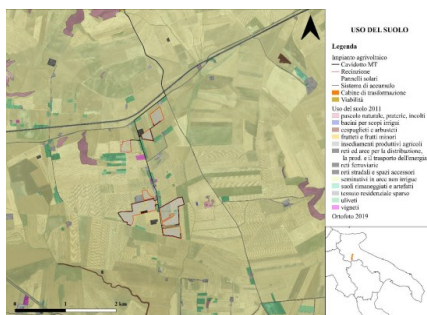 USO DEL SUOLO
Legenda
Impianto agrivoltaico
Cavidotto MT
Recinzione
Pannelli solari
Sistema di accumulo
Cabine di trasformazione
Viabilità
Uso del suolo 2011
pascolo naturale, praterie, incolti
bacini per scopi irrigui
cespuglieti e arbusteti
frutteti e frutti minori
insediamenti produttivi agricoli
reti ed aree per la distribuzione,
la prod. e il trasporto dell'energia
reti ferroviarie
reti stradali e spazi accessori
seminativi in aree non irrigue
suoli rimaneggiati e artefatti
tessuto residenziale sparso
uliveti
vigneti
Ortofoto 2019
0 1 2 km